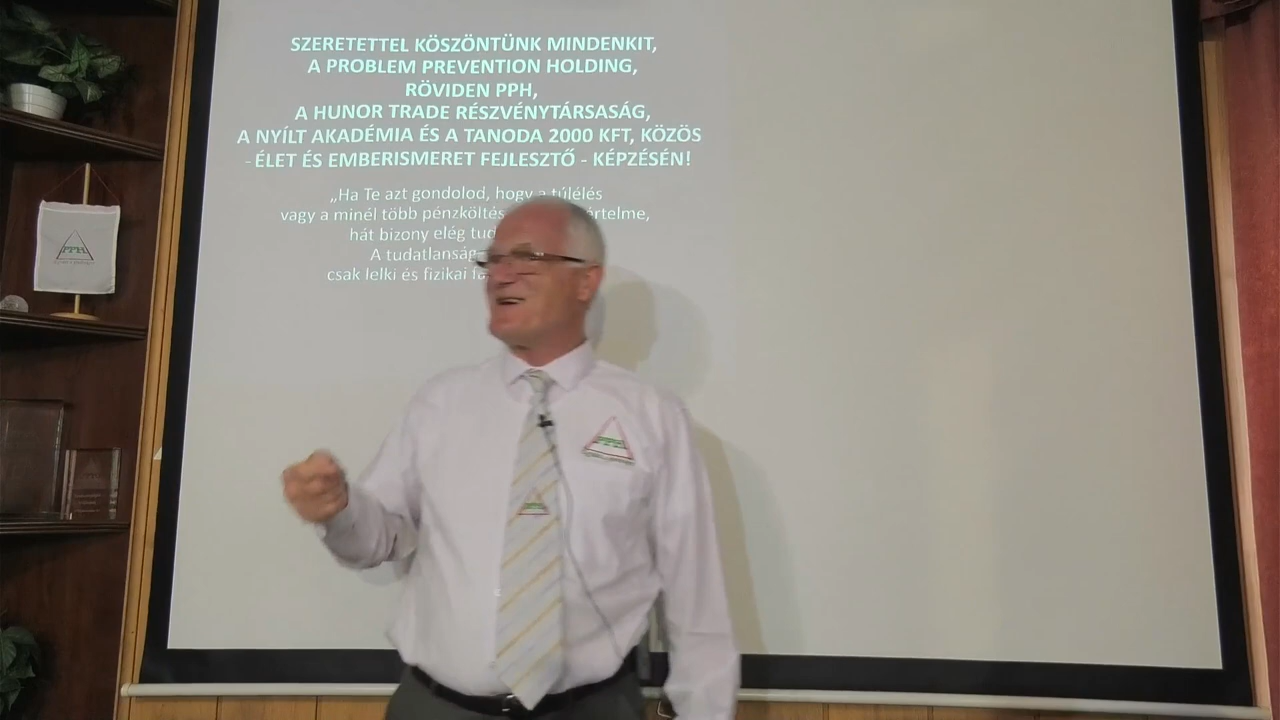 SZERETETTEL KÖSZÖNTÜNK MINDENKIT,
A PROBLEM PREVENTION HOLDING,
RÖVIDEN PPH,
A HUNOR TRADE RÉSZVÉNYTÁRSASÁG,
A NYÍLT AKADÉMIA ÉS A TANODA 2000 KFT, KÖZÖS
- ÉLET ÉS EMBERISMERET FEJLESZTŐ - KÉPZÉSÉN!
„Ha Te azt gondolod, hogy a túlélés
vagy a minél több pénzköltés értelme,
hát bizony elég
A tudatlanság
csak lelki és fizikai
PPH